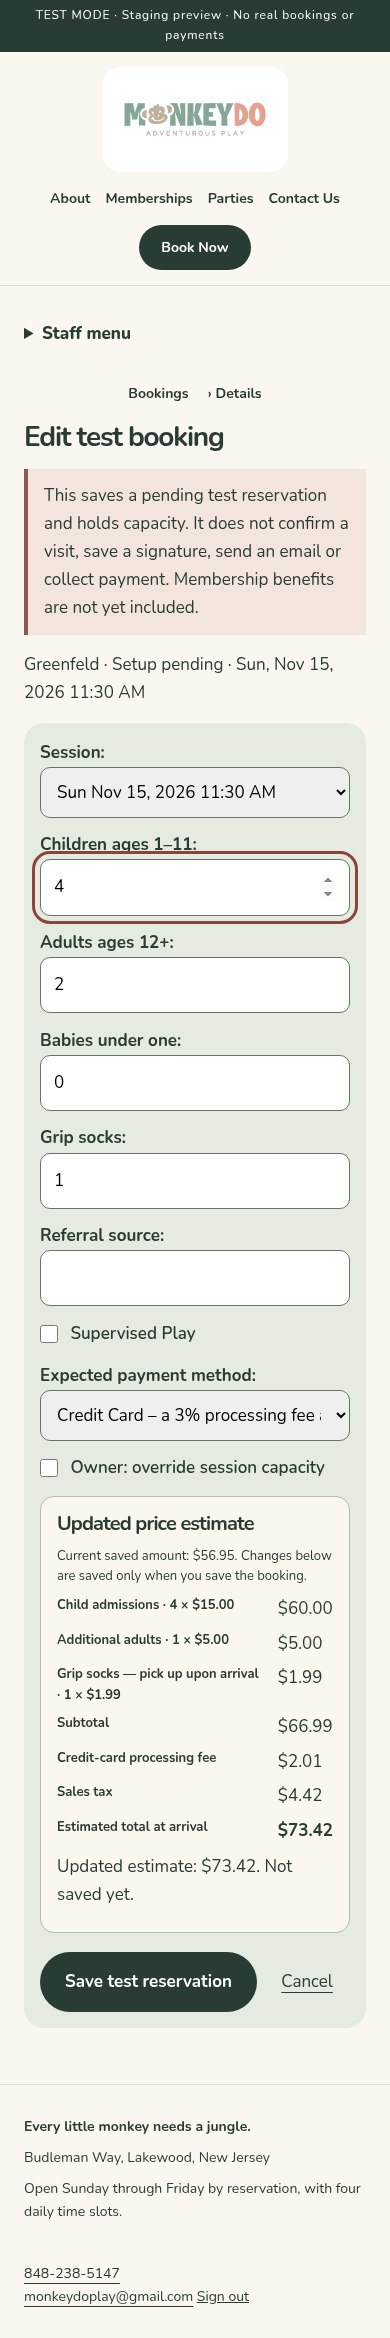 TEST MODE · Staging preview · No real bookings or
payments
MONKEYDO
ADVENTUROUS PLAY
About Memberships Parties Contact Us
Book Now
▶ Staff menu
Bookings › Details
Edit test booking
This saves a pending test reservation
and holds capacity. It does not confirm a
visit, save a signature, send an email or
collect payment. Membership benefits
are not yet included.
Greenfeld · Setup pending · Sun, Nov 15,
2026 11:30 AM
Session:
Sun Nov 15, 2026 11:30 AM
Children ages 1–11:
4
Adults ages 12+:
2
Babies under one:
0
Grip socks:
1
Referral source:
Supervised Play
Expected payment method:
Credit Card – a 3% processing fee
Owner: override session capacity
Updated price estimate
Current saved amount: $56.95. Changes below
are saved only when you save the booking.
Child admissions · 4 × $15.00 $60.00
Additional adults · 1 × $5.00 $5.00
Grip socks — pick up upon arrival $1.99
· 1 × $1.99
Subtotal $66.99
Credit-card processing fee $2.01
Sales tax $4.42
Estimated total at arrival $73.42
Updated estimate: $73.42. Not
saved yet.
Save test reservation Cancel
Every little monkey needs a jungle.
Budleman Way, Lakewood, New Jersey
Open Sunday through Friday by reservation, with four
daily time slots.
848-238-5147
monkeydoplay@gmail.com Sign out